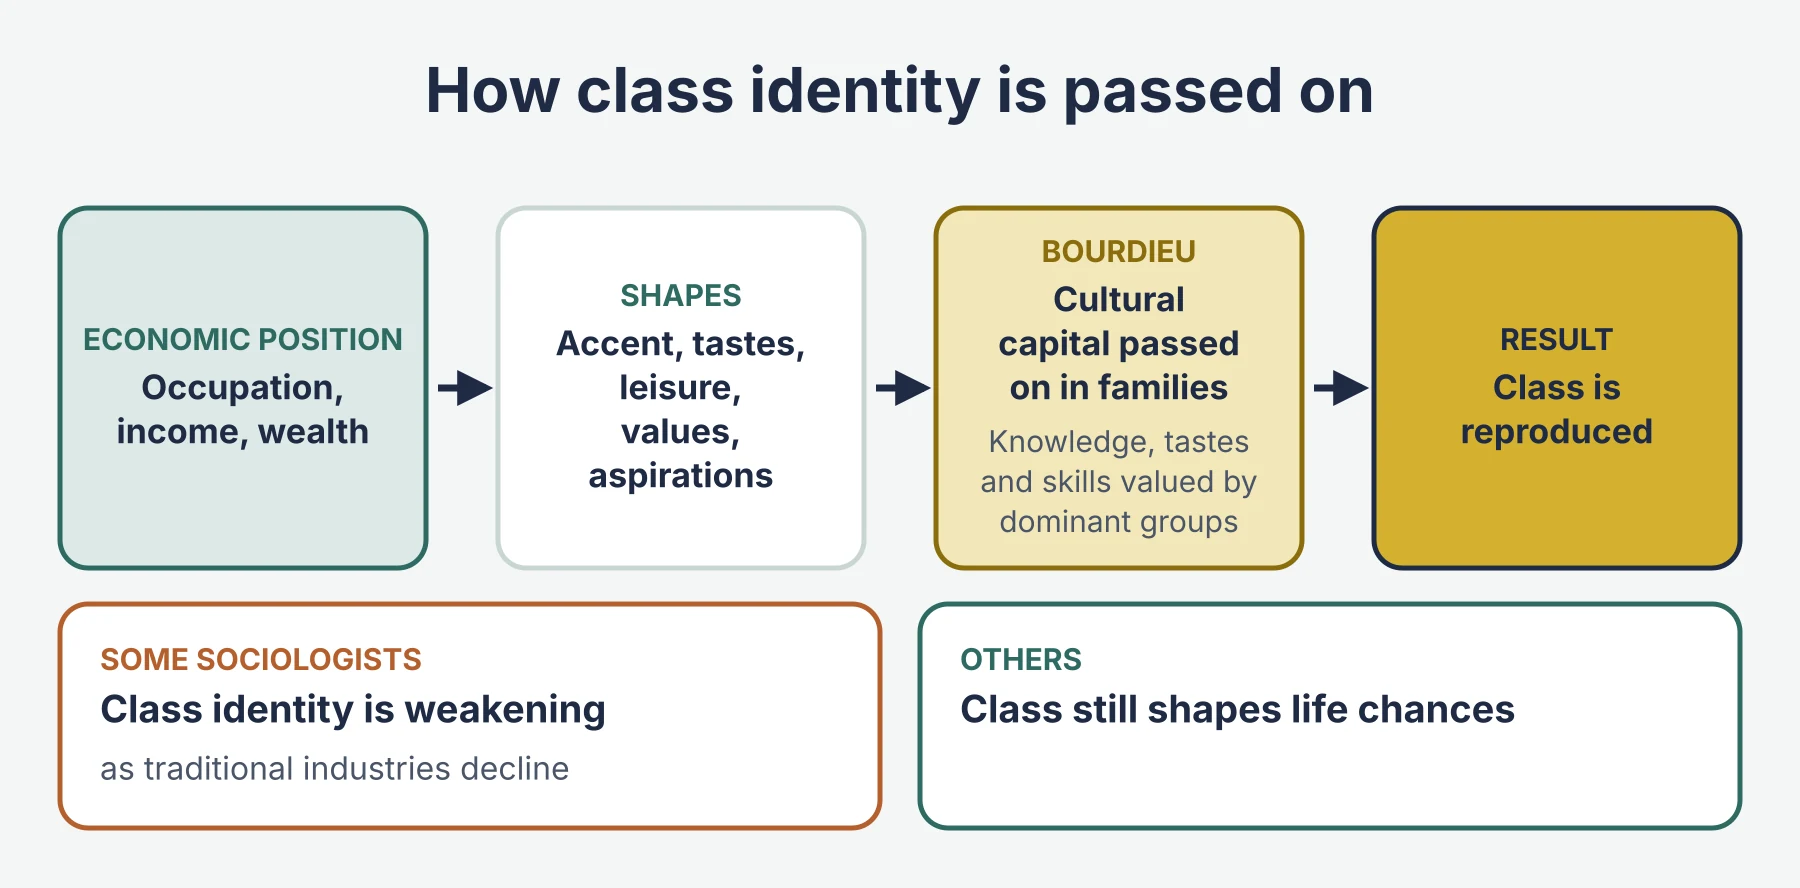 How class identity is passed on
ECONOMIC POSITION
Occupation,
income, wealth
SHAPES
Accent, tastes,
leisure,
values,
aspirations
BOURDIEU
Cultural
capital passed
on in families
Knowledge, tastes
and skills valued by
dominant groups
RESULT
Class is
reproduced
SOME SOCIOLOGISTS
Class identity is weakening
as traditional industries decline
OTHERS
Class still shapes life chances